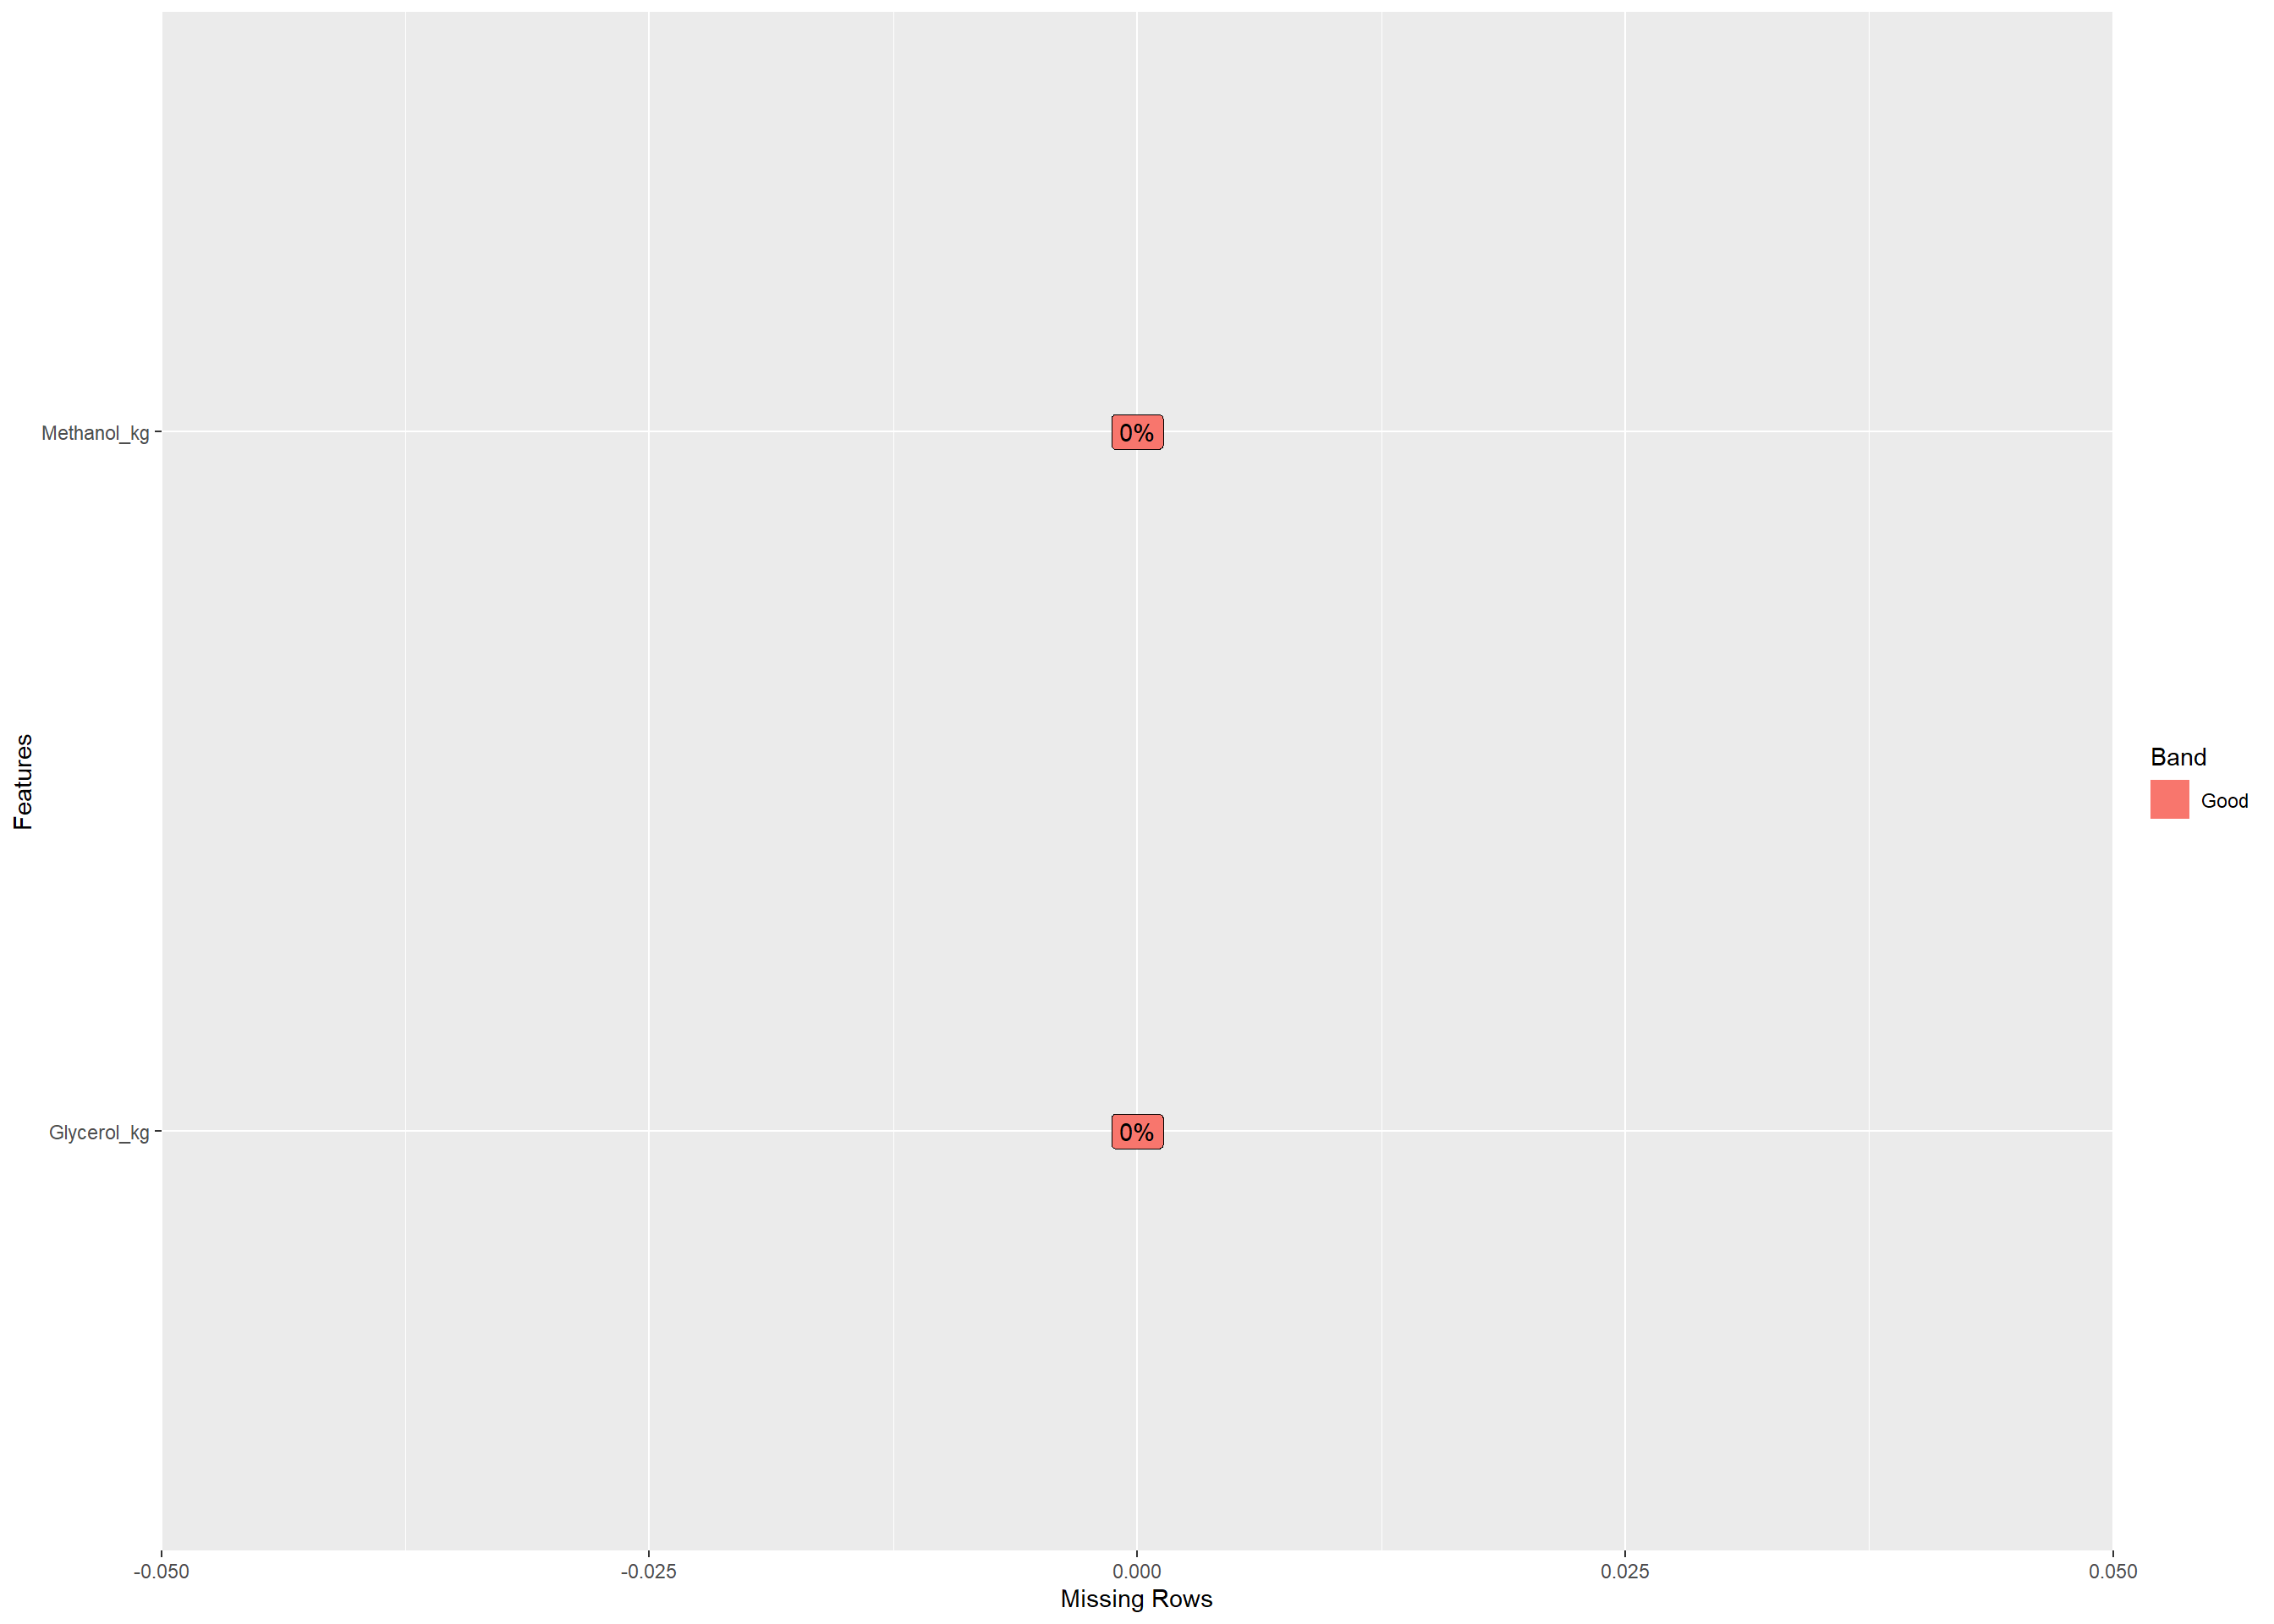 Methanol_kg
0%
Features
Band
Good
Glycerol_kg
0%
-0.050
-0.025
0.000
0.025
0.050
Missing Rows